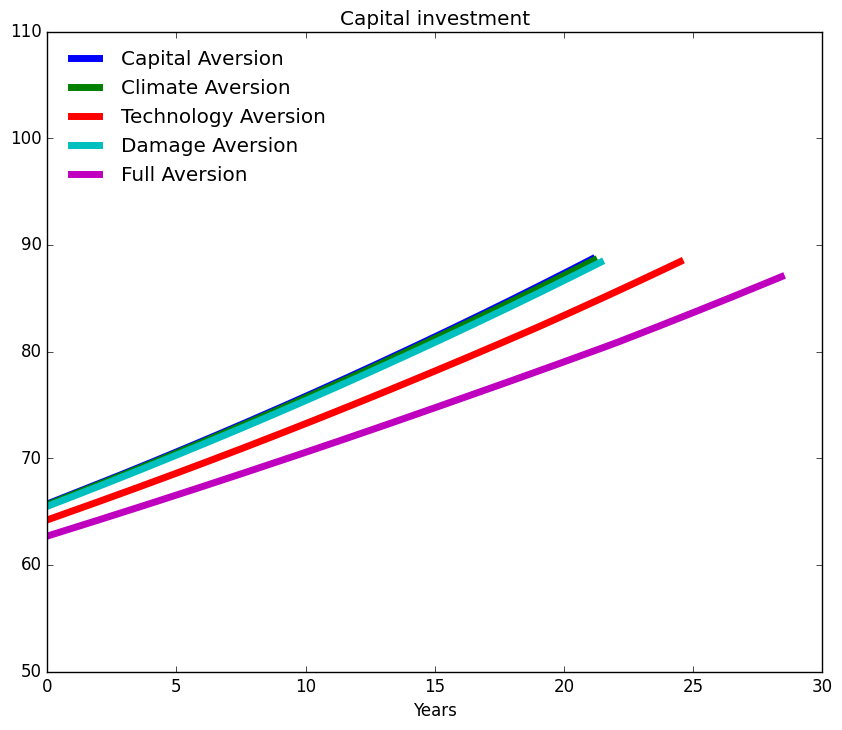 Capital investment
110
100
90
80
70
60
50
Capital Aversion
Climate Aversion
Technology Aversion
Damage Aversion
Full Aversion
0 5 10 15 20 25 30
Years